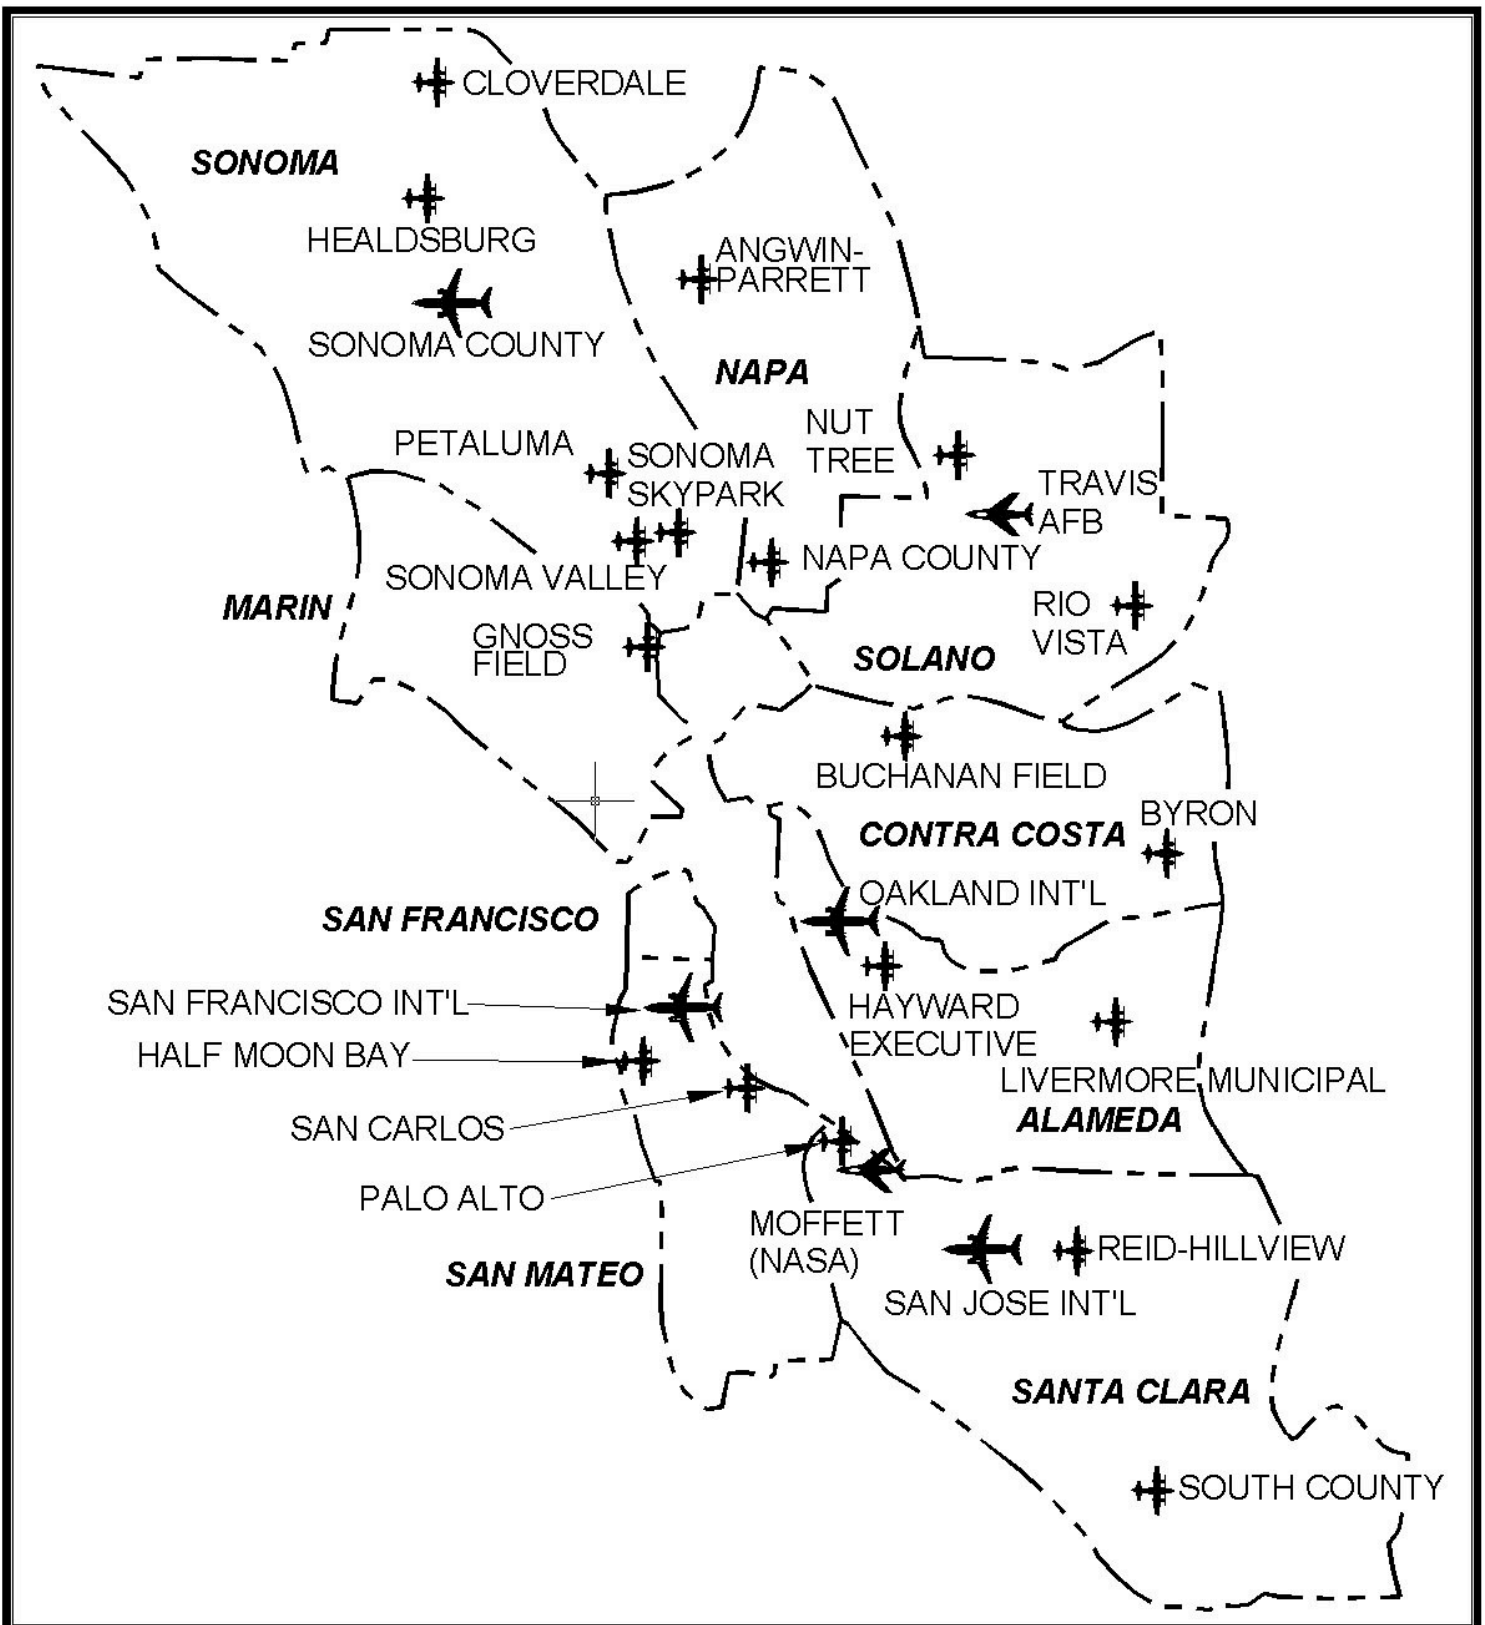 CLOVERDALE
SONOMA
HEALDSBURG
ANGWIN-
PARRETT
SONOMA COUNTY
NAPA
NUT
TREE
PETALUMA
SONOMA
SKYPARK
TRAVIS
AFB
NAPA COUNTY
SONOMA VALLEY
MARIN
RIO
VISTA
GNOSS
FIELD
SOLANO
BUCHANAN FIELD
BYRON
CONTRA COSTA
OAKLAND INT'L
SAN FRANCISCO
SAN FRANCISCO INT'L
HAYWARD
EXECUTIVE
HALF MOON BAY
LIVERMORE MUNICIPAL
ALAMEDA
SAN CARLOS
PALO ALTO
MOFFETT
(NASA)
REID-HILLVIEW
SAN MATEO
SAN JOSE INT'L
SANTA CLARA
SOUTH COUNTY